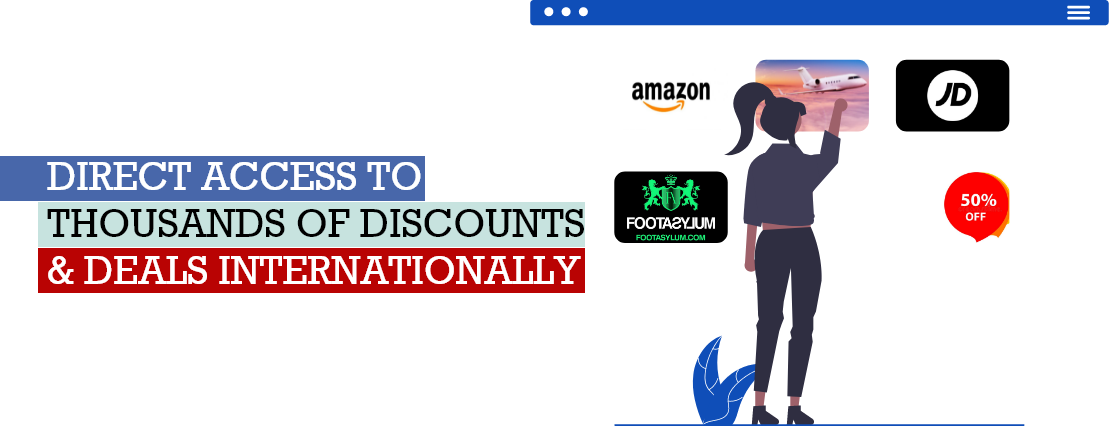 DIRECT ACCESS TO
THOUSANDS OF DISCOUNTS
& DEALS INTERNATIONALLY
amazon
JD
FOOTASYLUM
FOOTASYLUM.COM
50%
OFF